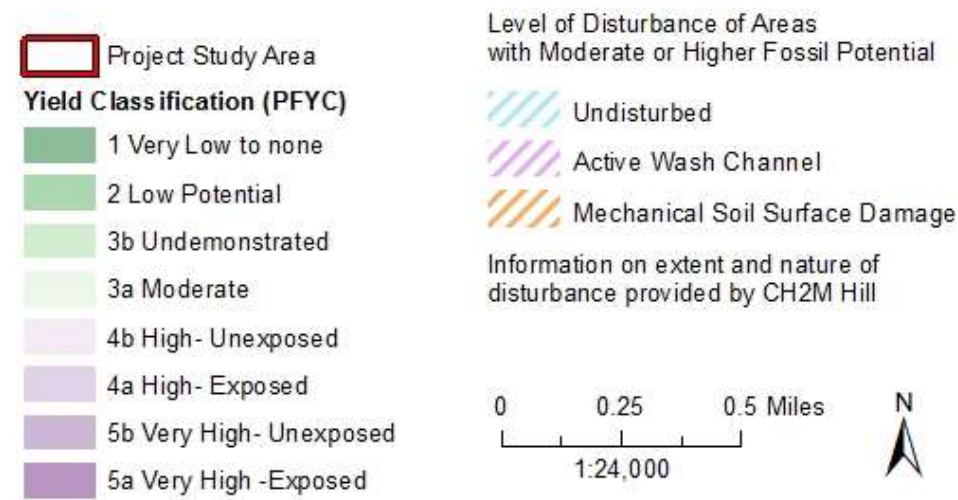 Project Study Area
Yield Classification (PFYC)
1 Very Low to none
2 Low Potential
3b Undemonstrated
3a Moderate
4b High- Unexposed
4a High- Exposed
5b Very High- Unexposed
5a Very High -Exposed
Level of Disturbance of Areas
with Moderate or Higher Fossil Potential
Undisturbed
Active Wash Channel
Mechanical Soil Surface Damage
Information on extent and nature of
disturbance provided by CH2M Hill
0 0.25 0.5 Miles
1:24,000
N